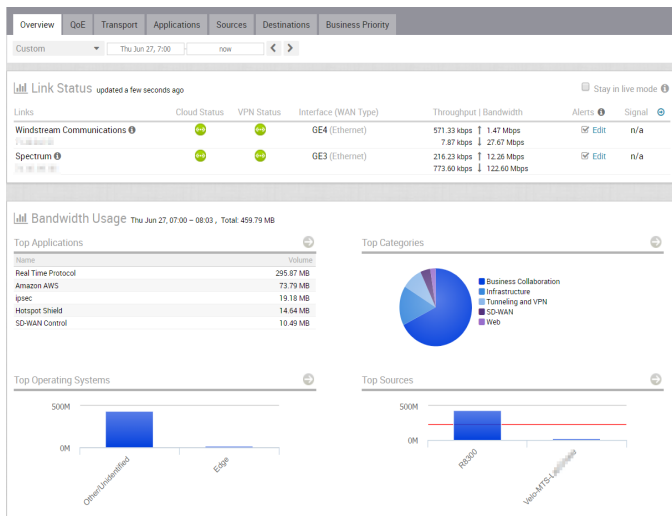 Overview QoE Transport Applications Sources Destinations Business Priority
Custom Thu Jun 27, 7:00 - now
Link Status updated a few seconds ago Stay in live mode
Links Cloud Status VPN Status Interface (WAN Type) Throughput | Bandwidth Alerts Signal
Windstream Communications GE4 (Ethernet) 571.33 kbps ↑ 1.47 Mbps Edit n/a
7.87 kbps ↓ 27.67 Mbps
Spectrum GE3 (Ethernet) 216.23 kbps ↑ 12.26 Mbps Edit n/a
773.60 kbps ↓ 122.60 Mbps
Bandwidth Usage Thu Jun 27, 07:00 – 08:03 , Total: 459.79 MB
Top Applications
Name Volume
Real Time Protocol 295.87 MB
Amazon AWS 73.79 MB
ipsec 19.18 MB
Hotspot Shield 14.64 MB
SD-WAN Control 10.49 MB
Top Categories
Business Collaboration
Infrastructure
Tunneling and VPN
SD-WAN
Web
Top Operating Systems
500M
0M
Other/Unidentified
Edge
Top Sources
500M
0M
R8300
Velo-MTS-